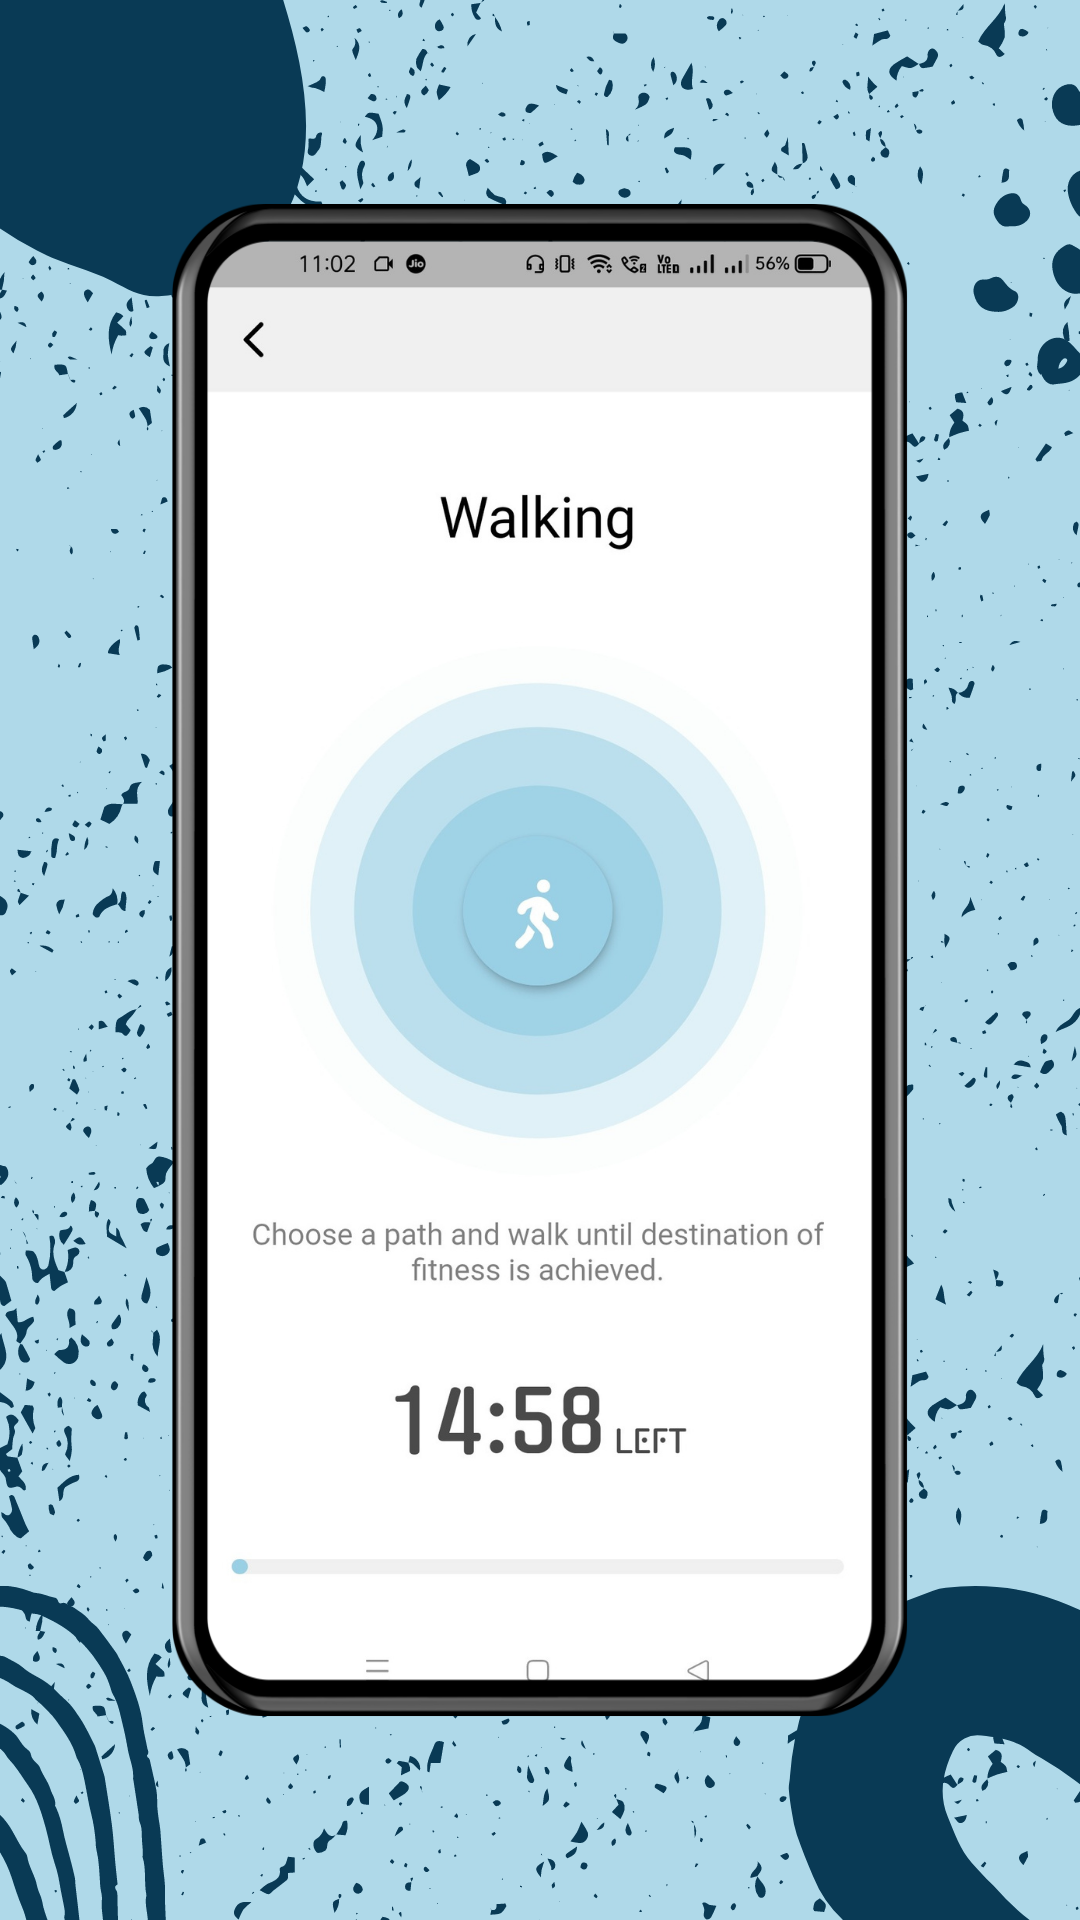 11:02 Jio Vo LTE 56%
Walking
Choose a path and walk until destination of
fitness is achieved.
14:58 LEFT